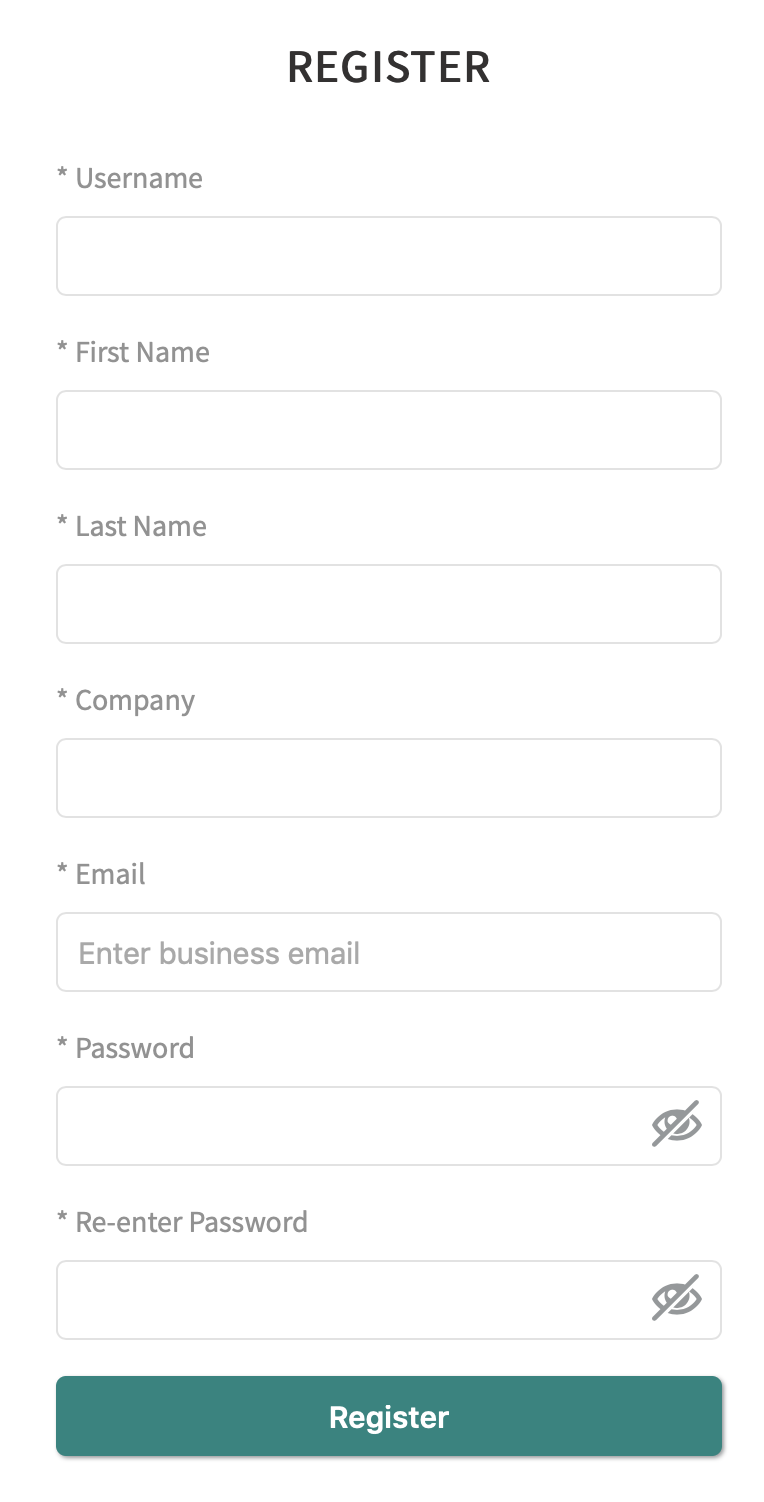 REGISTER
* Username
* First Name
* Last Name
* Company
* Email
Enter business email
* Password
* Re-enter Password
Register